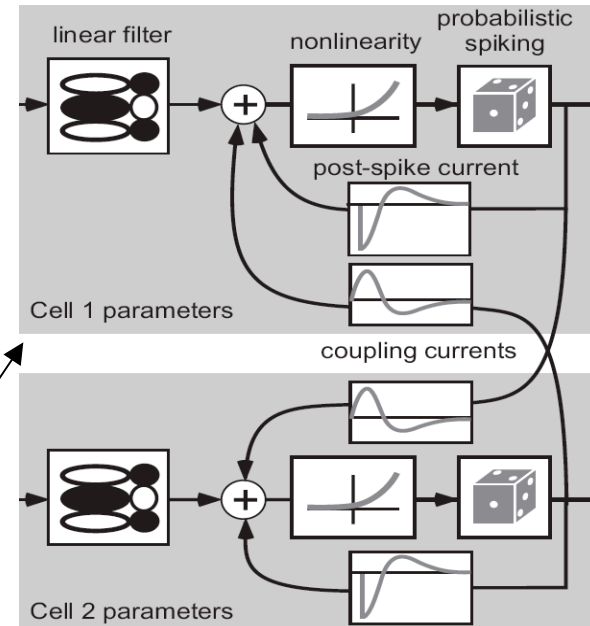 linear filter
nonlinearity
probabilistic
spiking
+
post-spike current
Cell 1 parameters
coupling currents
+
Cell 2 parameters